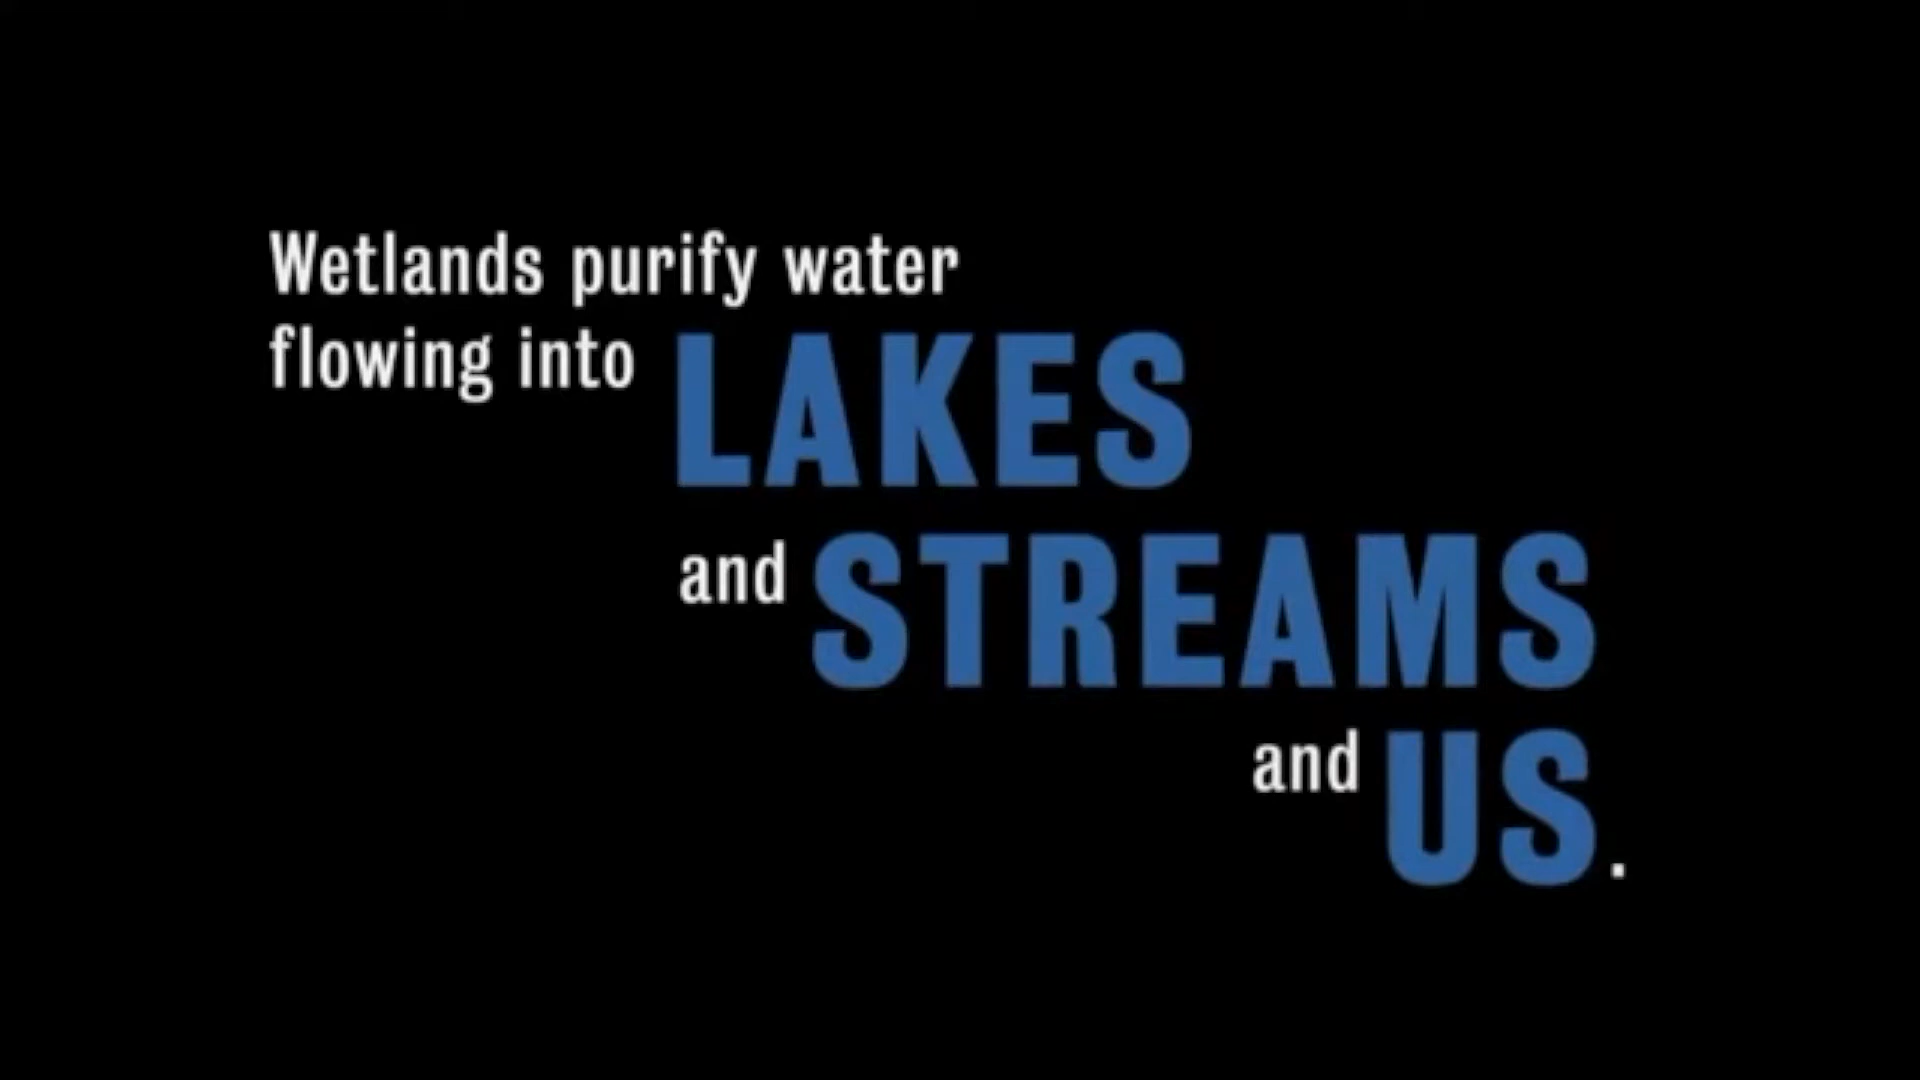 Wetlands purify water
flowing into LAKES
and STREAMS
and US.